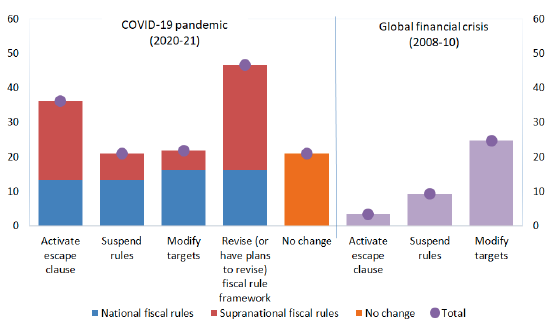 COVID-19 pandemic
(2020-21)
Global financial crisis
(2008-10)
60
50
40
30
20
10
0
60
50
40
30
20
10
0
Activate
escape
clause
Suspend
rules
Modify
targets
Revise (or
have plans
to revise)
fiscal rule
framework
No change
Activate
escape
clause
Suspend
rules
Modify
targets
National fiscal rules
Supranational fiscal rules
No change
Total